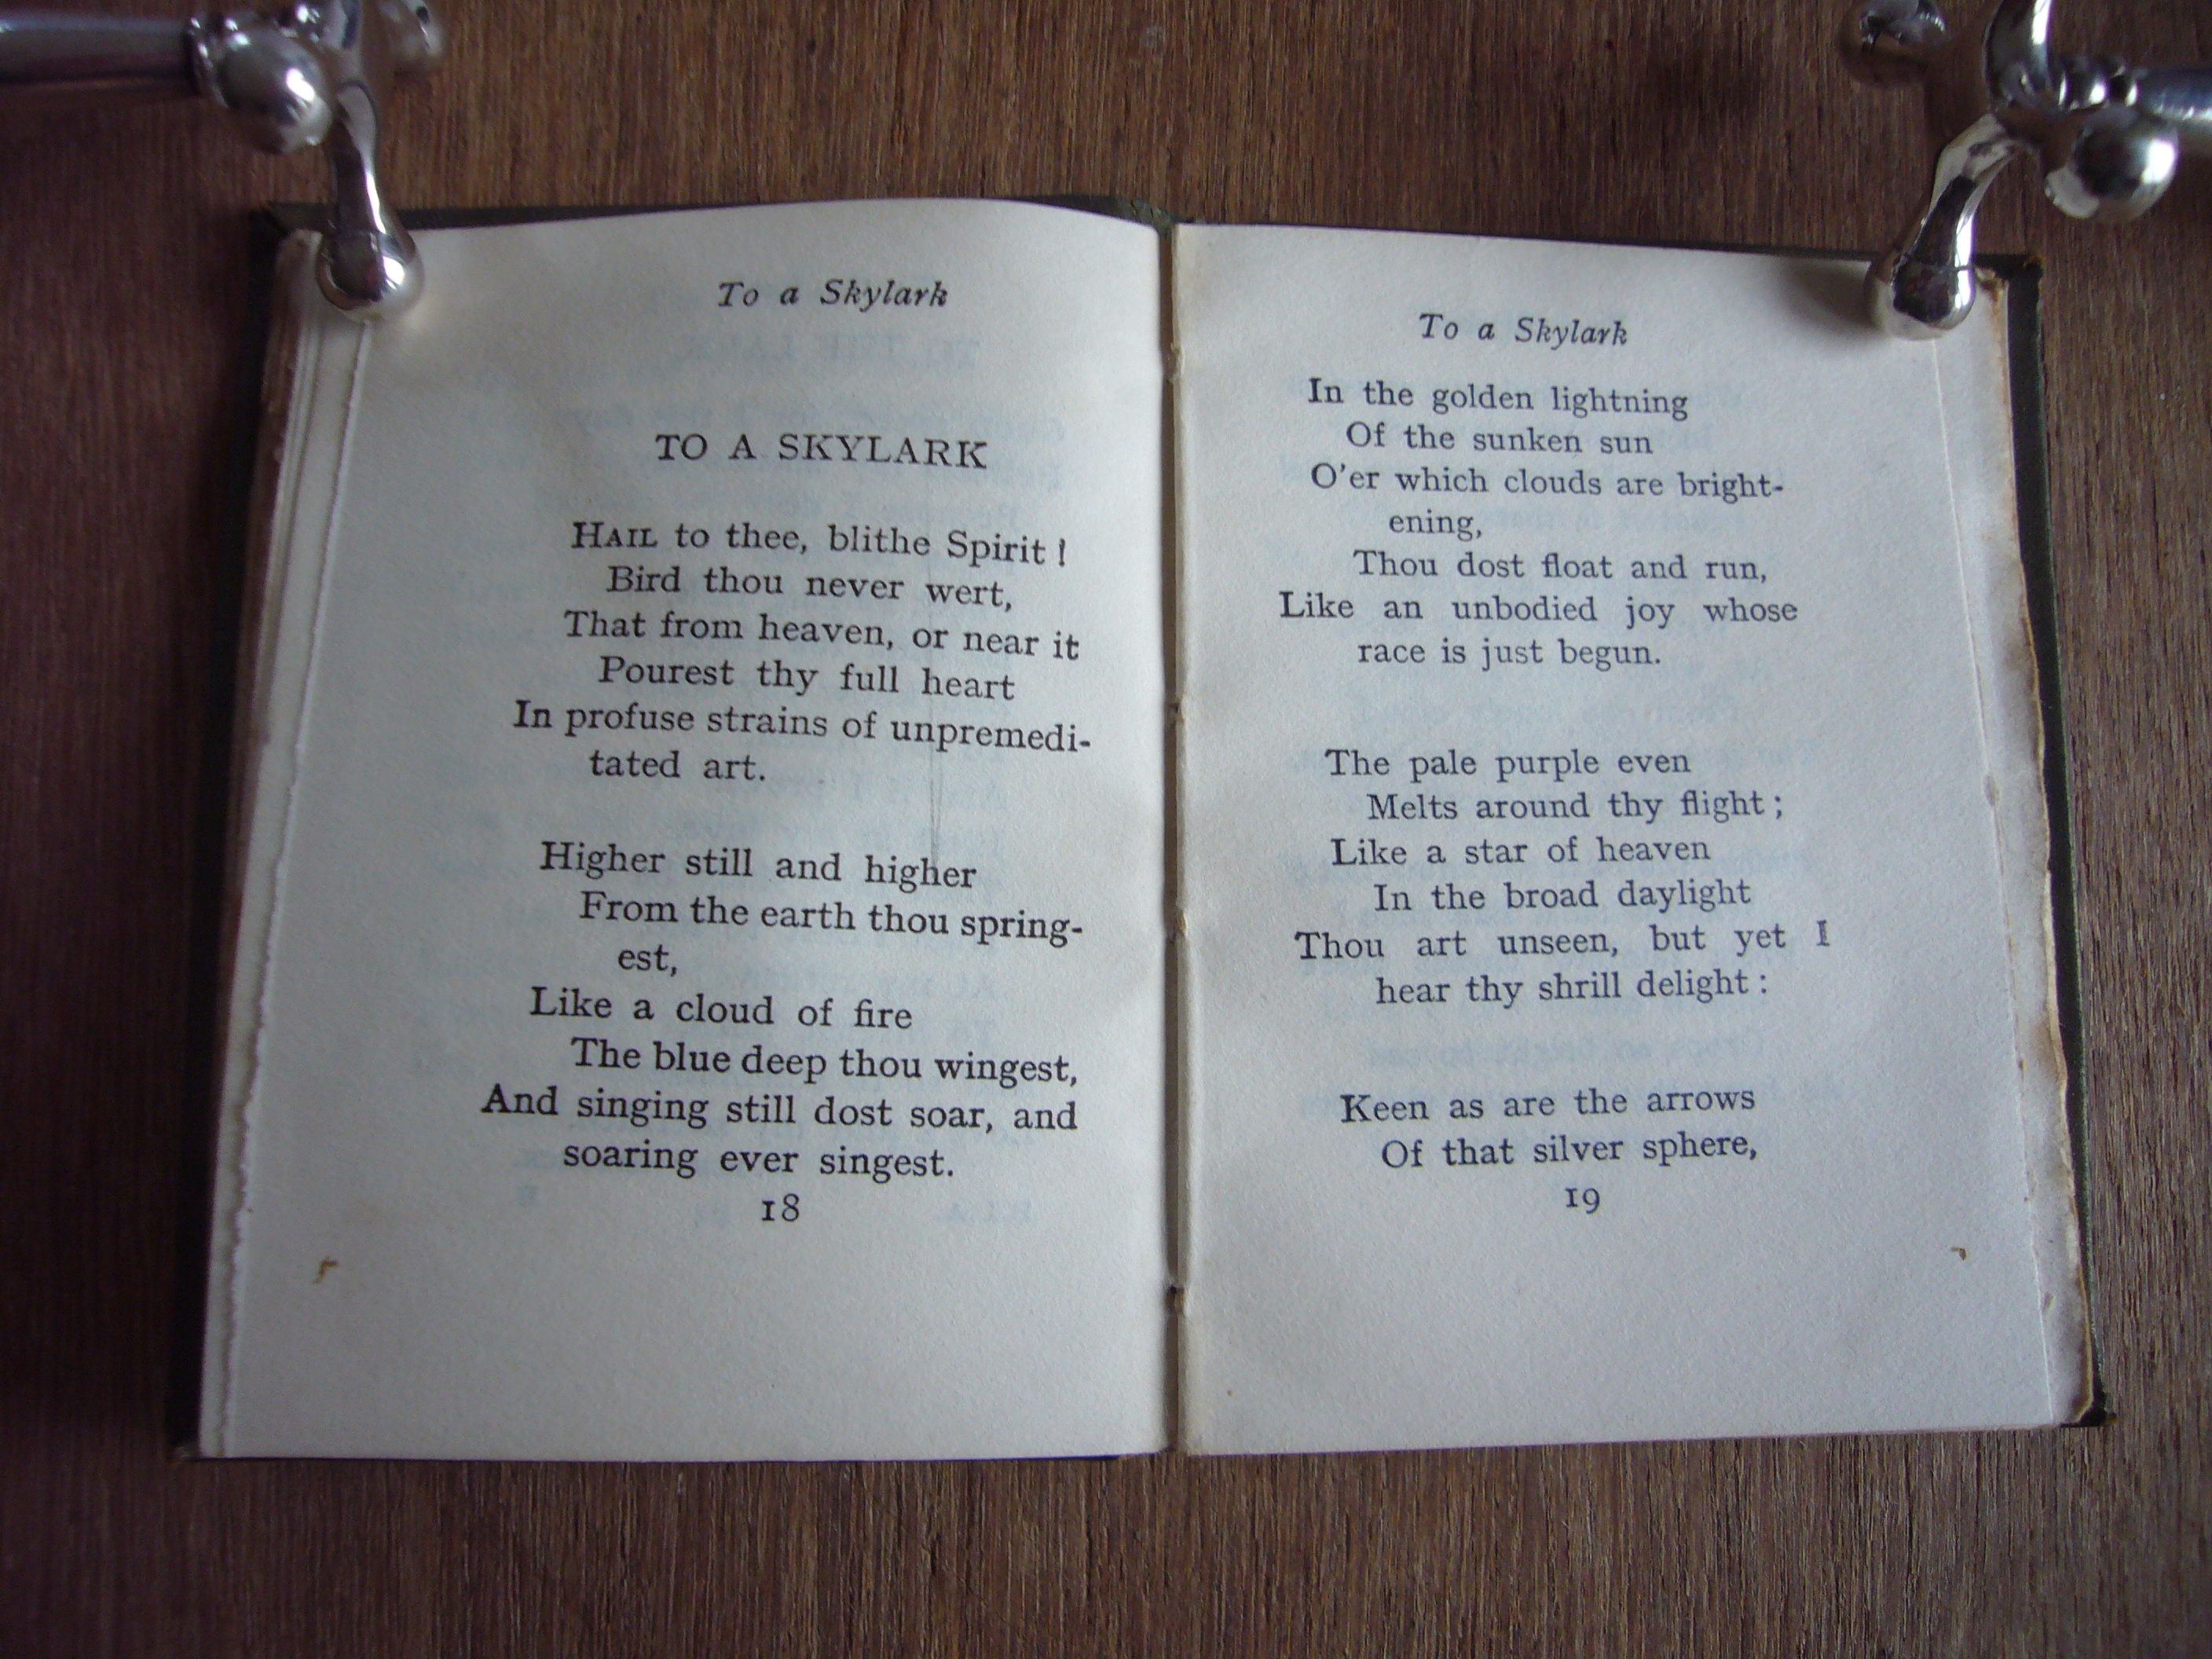 To a Skylark
TO A SKYLARK
HAIL to thee, blithe Spirit !
Bird thou never wert,
That from heaven, or near it
Pourest thy full heart
In profuse strains of unpremedi-
tated art.
Higher still and higher
From the earth thou spring-
est,
Like a cloud of fire
The blue deep thou wingest,
And singing still dost soar, and
soaring ever singest.
18
To a Skylark
In the golden lightning
Of the sunken sun
O'er which clouds are bright-
ening,
Thou dost float and run,
Like an unbodied joy whose
race is just begun.
The pale purple even
Melts around thy flight ;
Like a star of heaven
In the broad daylight
Thou art unseen, but yet I
hear thy shrill delight :
Keen as are the arrows
Of that silver sphere,
19